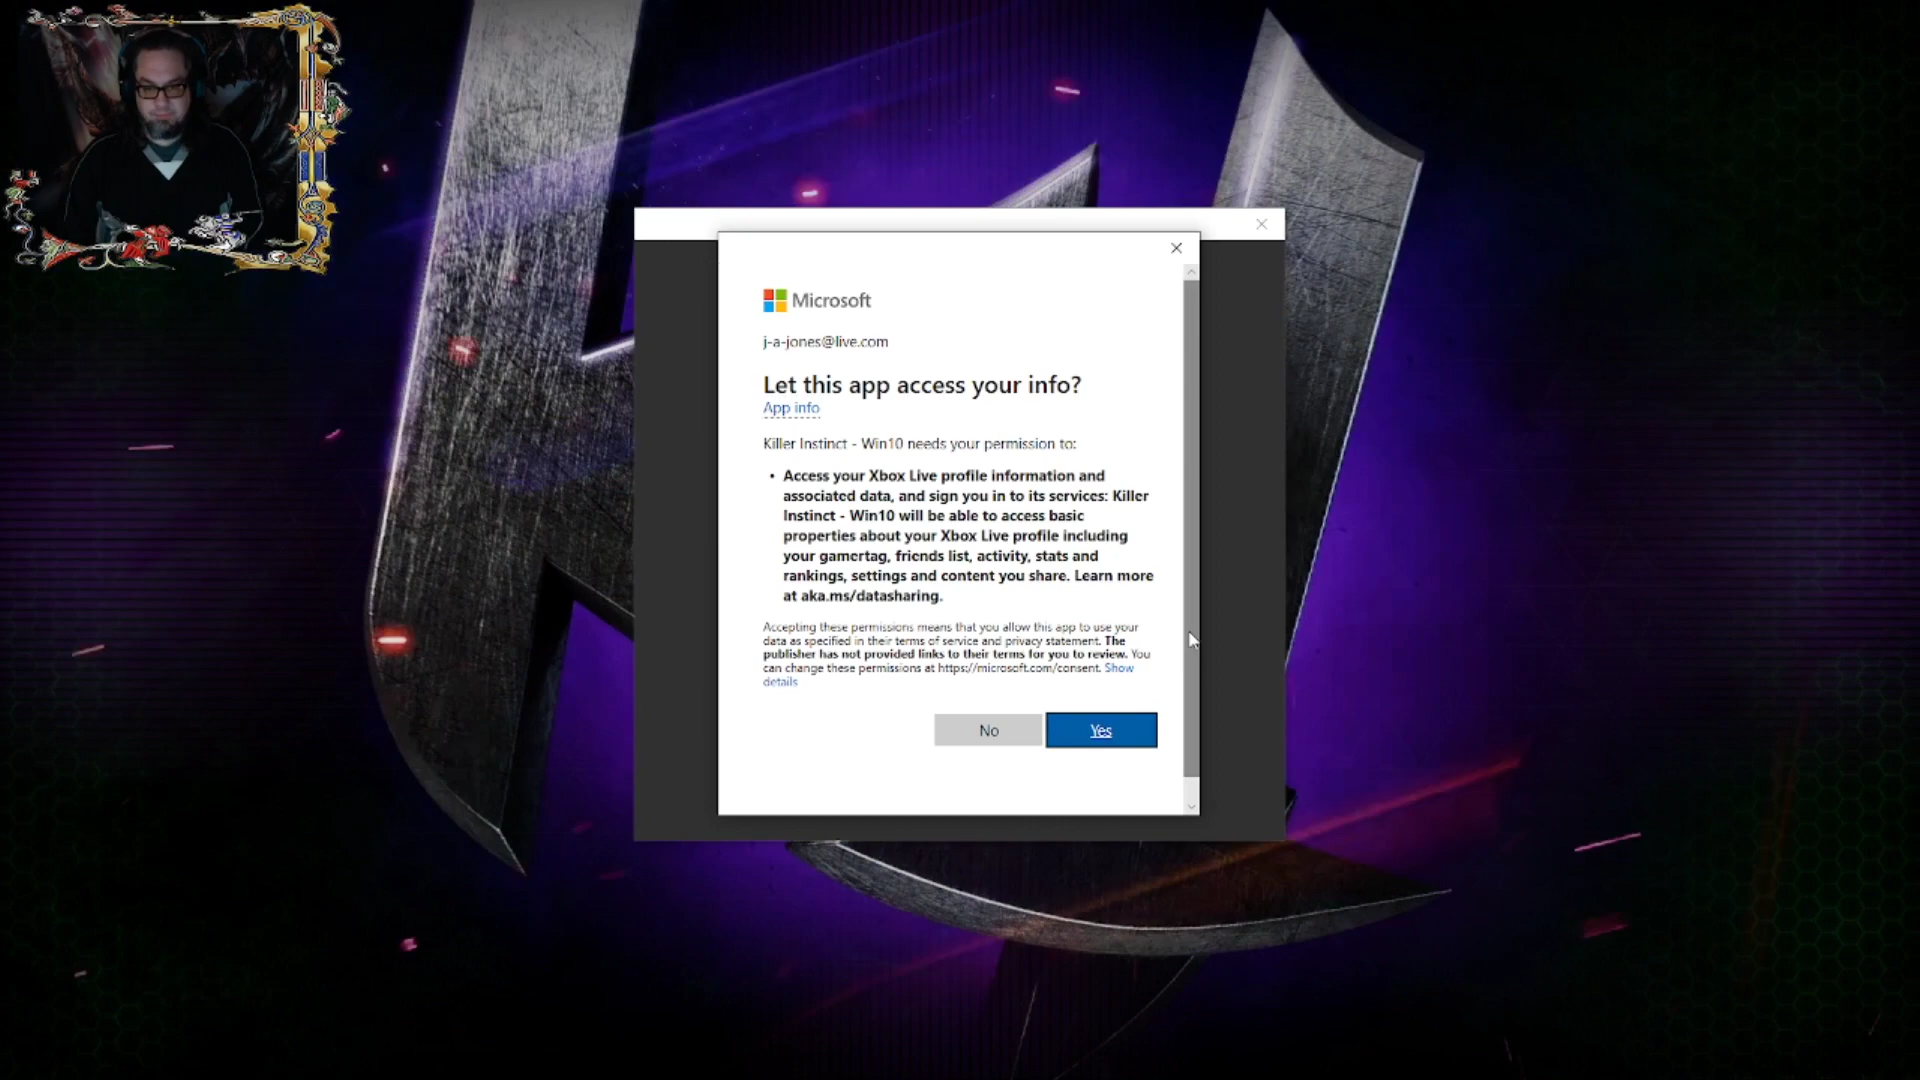 Microsoft
j-a-jones@live.com
Let this app access your info?
App info
Killer Instinct - Win10 needs your permission to:
• Access your Xbox Live profile information and
associated data, and sign you in to its services: Killer
Instinct - Win10 will be able to access basic
properties about your Xbox Live profile including
your gamertag, friends list, activity, stats and
rankings, settings and content you share. Learn more
at aka.ms/datasharing.
Accepting these permissions means that you allow this app to use your
data as specified in their terms of service and privacy statement. The
publisher has not provided links to their terms for you to review. You
can change these permissions at https://microsoft.com/consent. Show
details
No Yes